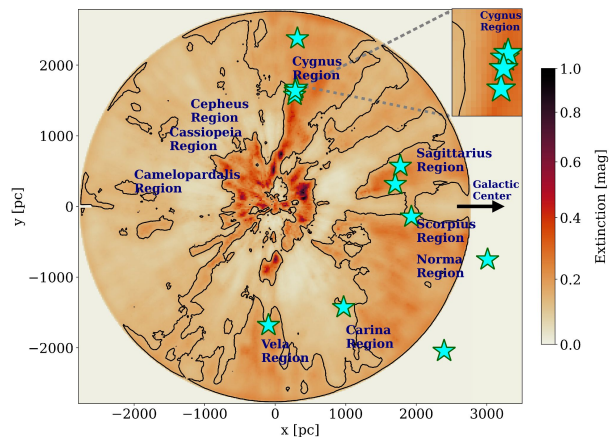 Cygnus
Region
Cygnus
Region
Cepheus
Region
Cassiopeia
Region
Camelopardalis
Region
Sagittarius
Region
Galactic
Center
Scorpius
Region
Norma
Region
Carina
Region
Vela
Region
2000
1000
0
−1000
−2000
y [pc]
−2000
−1000
0
1000
2000
3000
x [pc]
1.0
0.8
0.6
0.4
0.2
0.0
Extinction [mag]